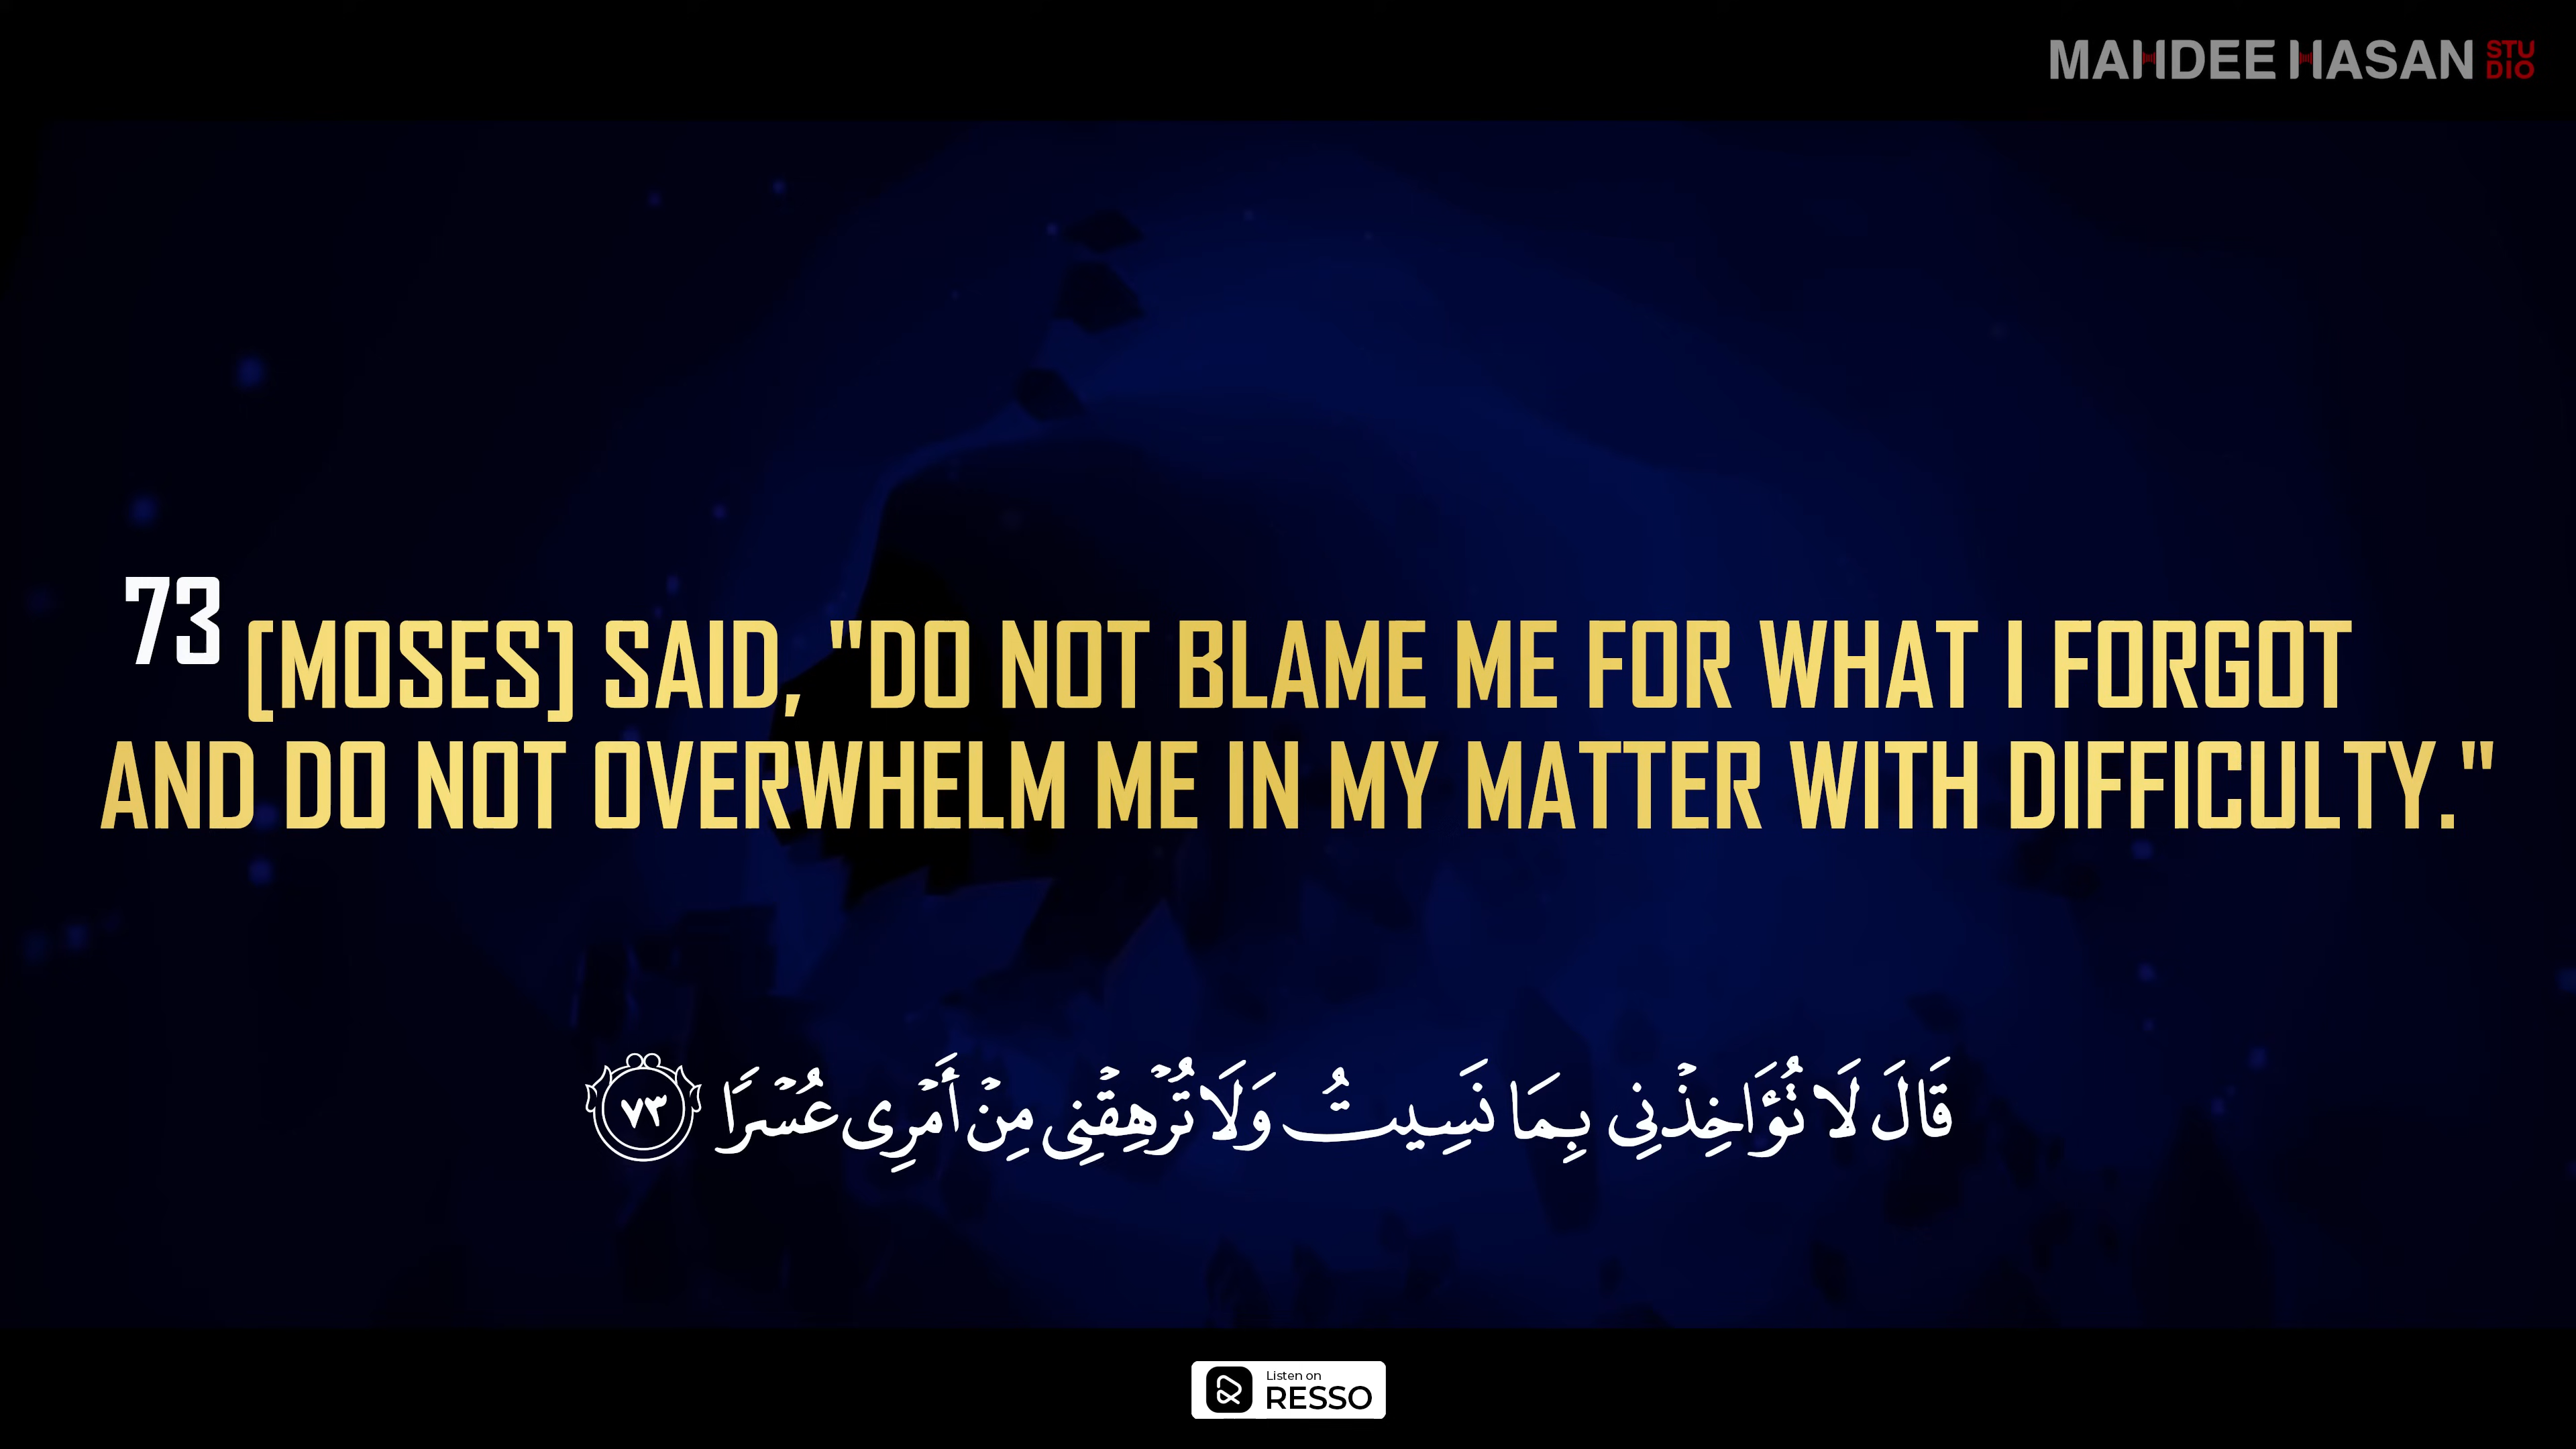 MAHDEE HASAN STUDIO
73 [MOSES] SAID, "DO NOT BLAME ME FOR WHAT I FORGOT
AND DO NOT OVERWHELM ME IN MY MATTER WITH DIFFICULTY."
قَالَ لَا تُؤَاخِذْنِى بِمَا نَسِيتُ وَلَا تُرْهِقْنِى مِنْ أَمْرِى عُسْرًا ٧٣
Listen on
RESSO